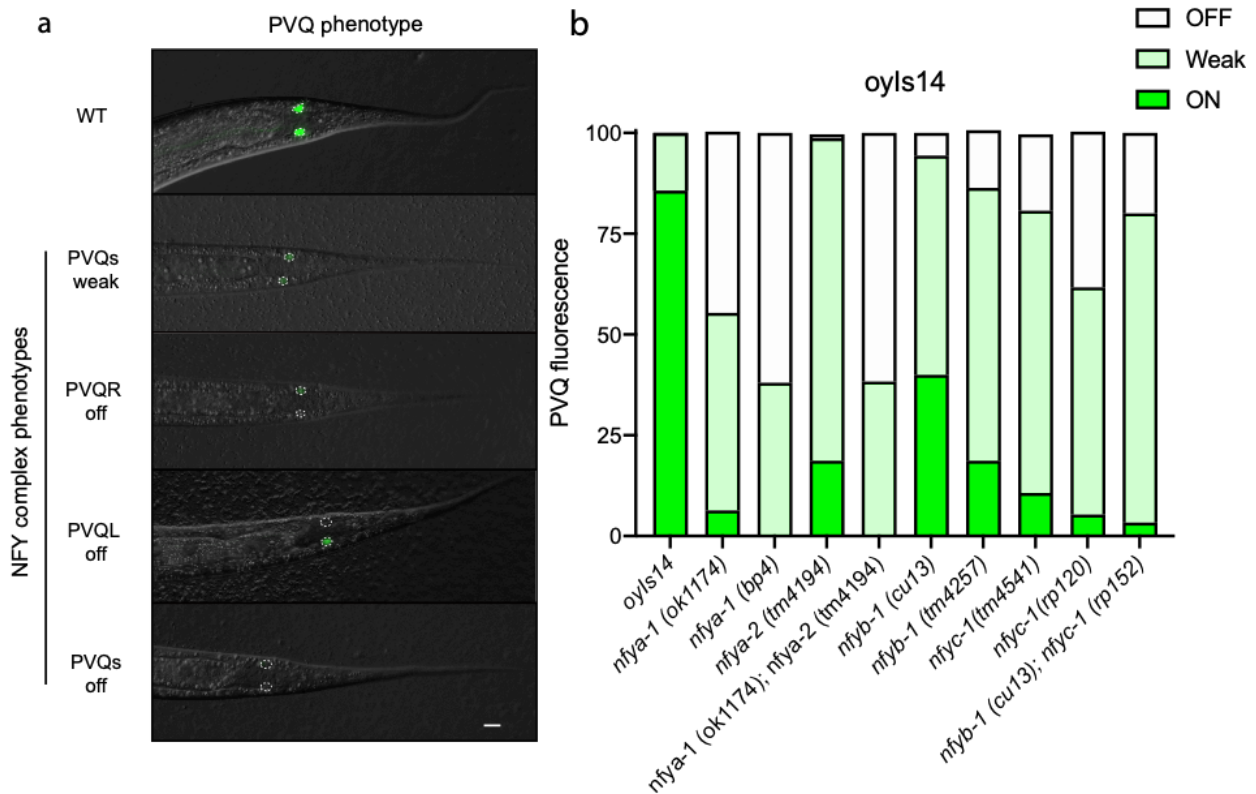 a
PVQ phenotype
WT
PVQs
weak
PVQR
off
PVQL
off
PVQs
off
NFY complex phenotypes
b
OFF
Weak
ON
oyIs14
100
75
50
25
0
PVQ fluorescence
oyIs14
nfya-1 (ok1174)
nfya-1 (bp4)
nfya-2 (tm4194)
nfya-1 (ok1174); nfya-2 (tm4194)
nfyb-1 (cu13)
nfyb-1 (tm4257)
nfyc-1(tm4541)
nfyc-1(rp120)
nfyb-1 (cu13); nfyc-1 (rp152)